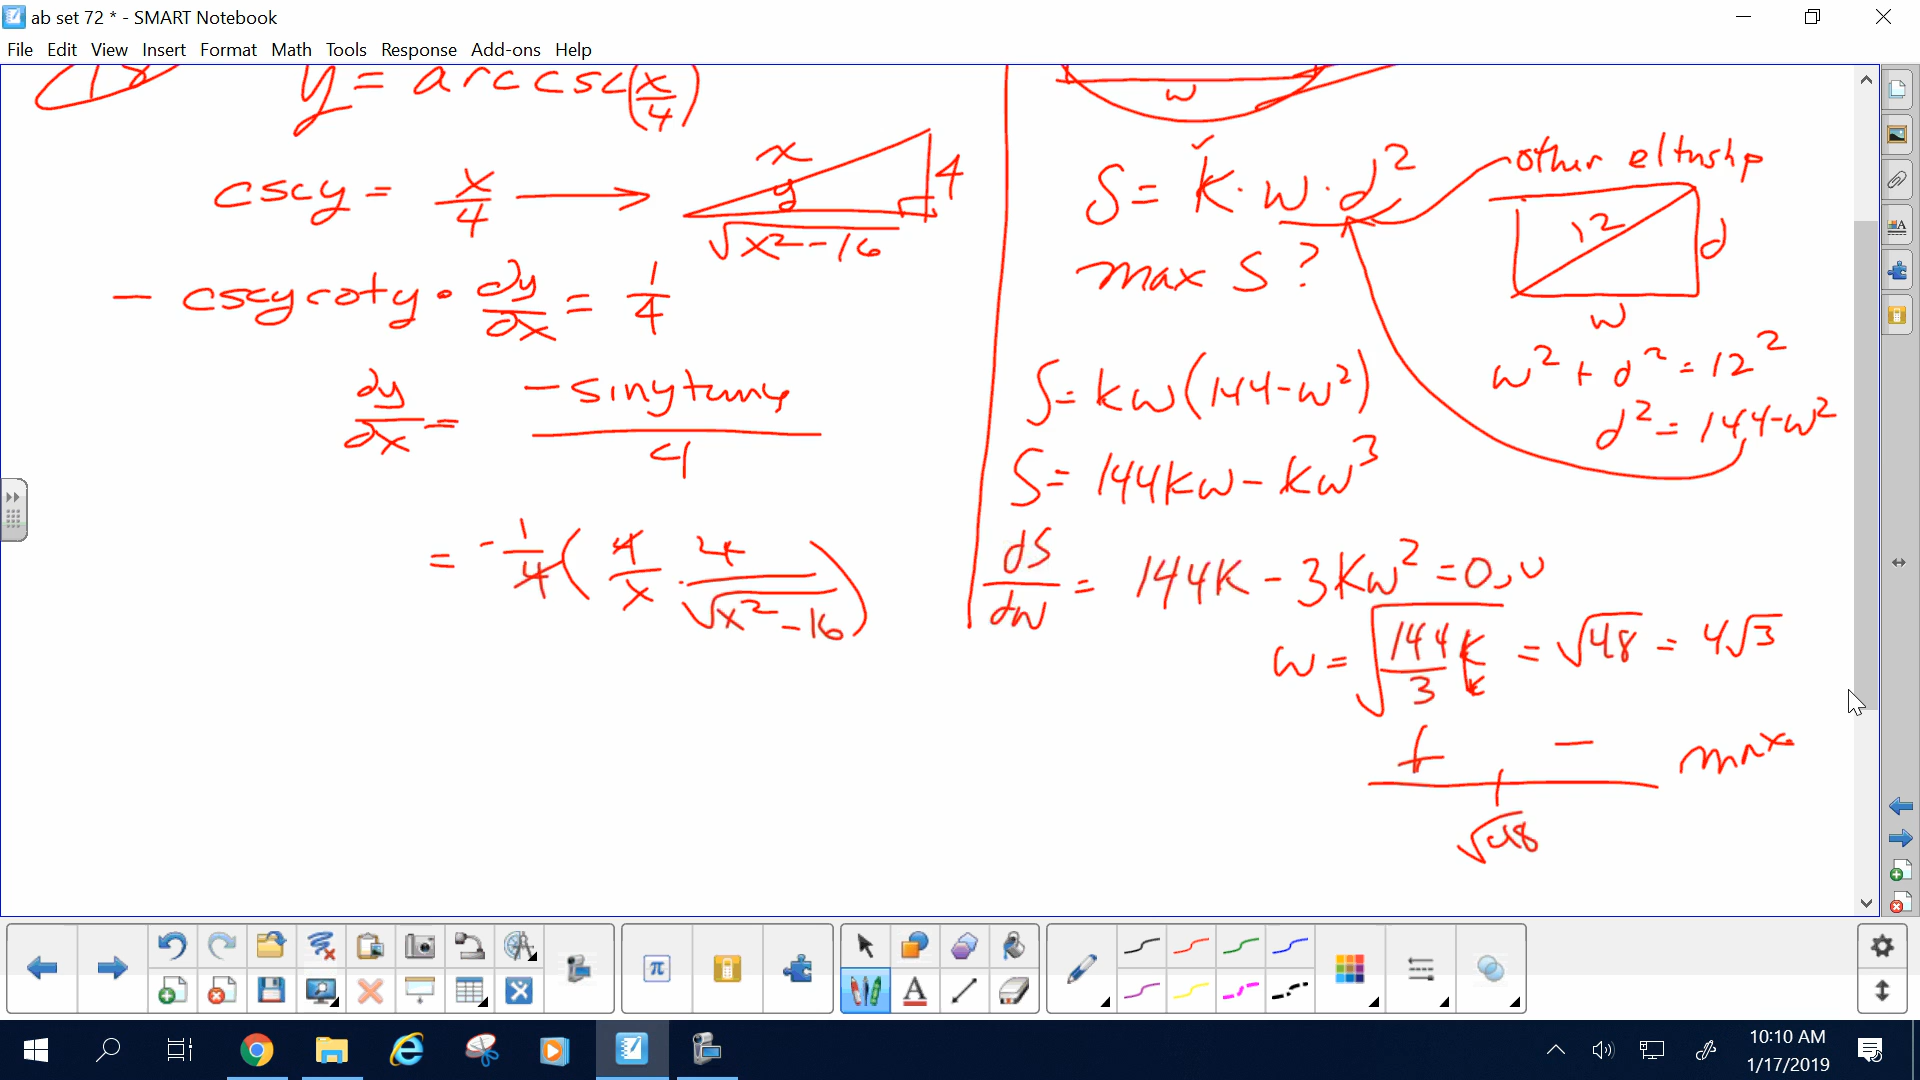 ab set 72 * - SMART Notebook
File Edit View Insert Format Math Tools Response Add-ons Help
y = arccsc(x/4)
csc y = x/4
x
y
4
√(x² - 16)
- csc y cot y · dy/dx = 1/4
dy/dx = - sin y tan y / 4
= - 1/4 ( 4/x · 4/√(x² - 16) )
w
S = K · w · d²
other
12
d
w
max S ?
w² + d² = 12²
d² = 144 - w²
S = kw(144 - w²)
S = 144kw - kw³
dS/dw = 144K - 3Kw² = 0, u
w = √(144k/3k) = √48 = 4√3
+ - max
√48
10:10 AM
1/17/2019